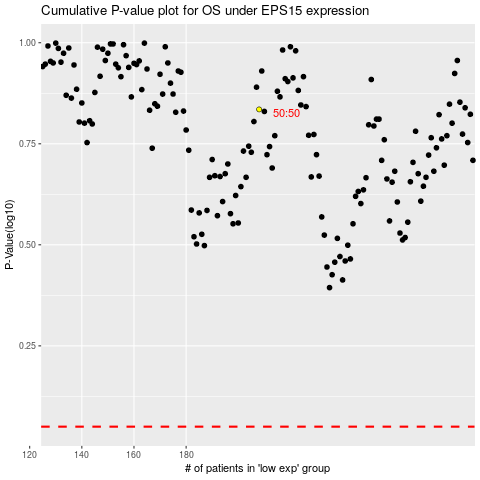 Cumulative P-value plot for OS under EPS15 expression
P-Value(log10)
1.00
0.75
0.50
0.25
50:50
120 140 160 180
# of patients in 'low exp' group